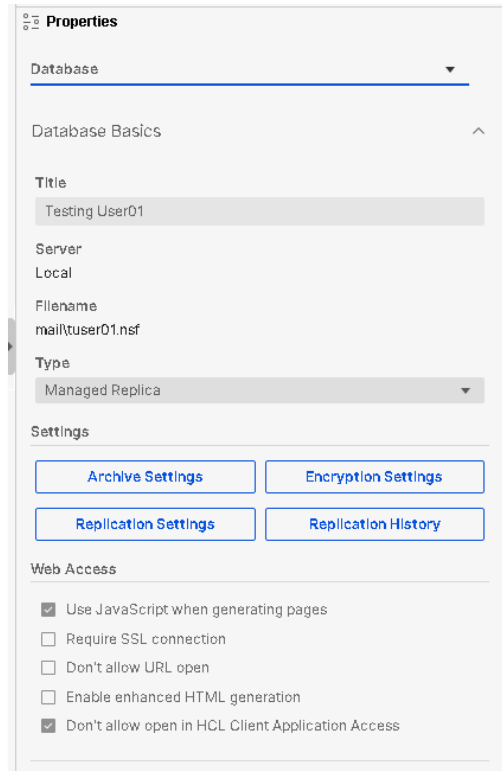 Properties
Database
Database Basics
Title
Testing User01
Server
Local
Filename
mail\tuser01.nsf
Type
Managed Replica
Settings
Archive Settings
Encryption Settings
Replication Settings
Replication History
Web Access
Use JavaScript when generating pages
Require SSL connection
Don't allow URL open
Enable enhanced HTML generation
Don't allow open in HCL Client Application Access